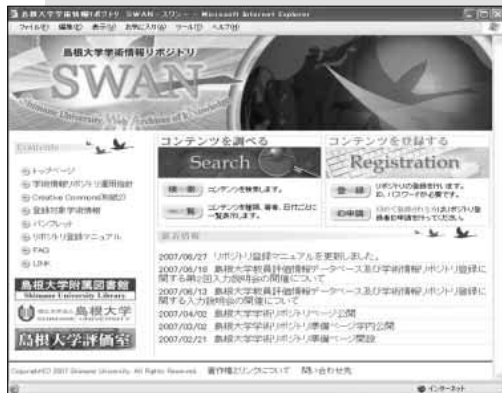 島根大学学術情報リポジトリ SWAN -スワン- - Microsoft Internet Explorer
ファイル(F) 編集(E) 表示(V) お気に入り(A) ツール(T) ヘルプ(H)
島根大学学術情報リポジトリ
SWAN
Shimane University Web Archives of kNowledge
Contents
トップページ
学術情報リポジトリ運用指針
Creative Commons
登録対象学術情報
パンフレット
リポジトリ登録マニュアル
FAQ
LINK
島根大学附属図書館
Shimane University Library
島根大学
島根大学評価室
コンテンツを調べる
Search
検索 コンテンツを検索します。
一覧 コンテンツを種類、著者、日付ごとに
一覧表示します。
コンテンツを登録する
Registration
登録 リポジトリの登録を行います。
ID、パスワードが必要です。
ID申請
新着情報
2007/06/27 リポジトリ登録マニュアルを更新しました。
2007/06/18 島根大学教員評価情報データベース及び学術情報リポジトリ登録に
関する第2回入力説明会の開催について
2007/06/13 島根大学教員評価情報データベース及び学術情報リポジトリ登録に
関する入力説明会の開催について
2007/04/02 島根大学学術リポジトリページ公開
2007/03/02 島根大学学術リポジトリ準備ページ学内公開
2007/02/21 島根大学学術リポジトリ準備ページ開設
Copyright(C) 2007 Shimane University. All Rights Reserved. 著作権とリンクについて 問い合わせ先
インターネット